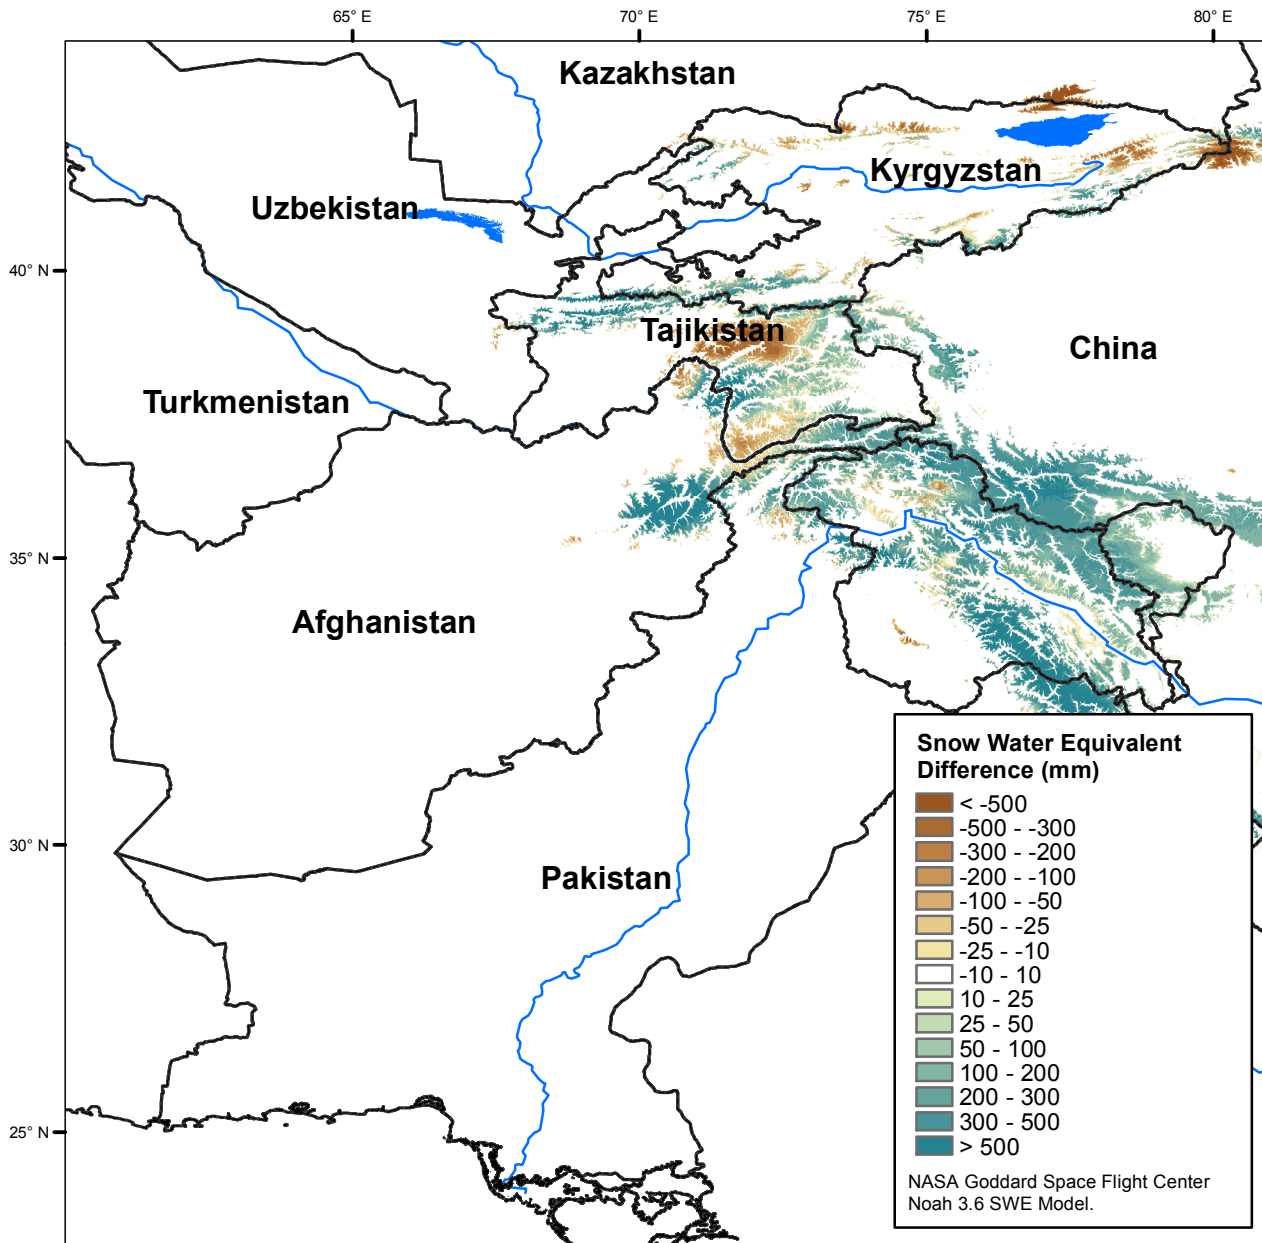 65° E
70° E
75° E
80° E
Kazakhstan
Kyrgyzstan
Uzbekistan
40° N
Tajikistan
China
Turkmenistan
35° N
Afghanistan
30° N
Pakistan
25° N
Snow Water Equivalent
Difference (mm)
< -500
-500 - -300
-300 - -200
-200 - -100
-100 - -50
-50 - -25
-25 - -10
-10 - 10
10 - 25
25 - 50
50 - 100
100 - 200
200 - 300
300 - 500
> 500
NASA Goddard Space Flight Center
Noah 3.6 SWE Model.